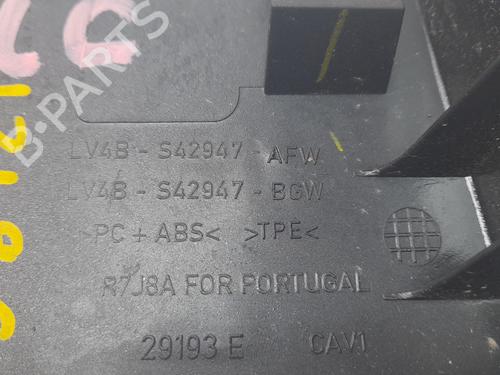 B-PARTS
LV4B - S42947 - AFW
LV4B - S42947 - BGW
>PC + ABS< >TPE<
R7J8A FOR PORTUGAL
29193 E CAV1